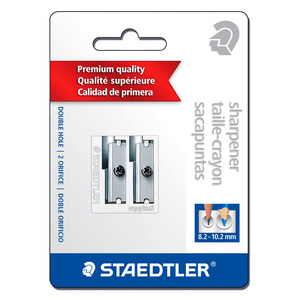 Premium quality
Qualité supérieure
Calidad de primera
DOUBLE HOLE | 2 ORIFICE | DOBLE ORIFICIO
sharpener
taille-crayon
sacapuntas
STAEDTLER
8.2 - 10.2 mm
STAEDTLER